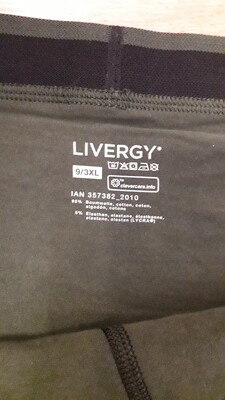 LIVERGY®
9/3XL
clevercare.info
IAN 357362_2010
95% Baumwolle, cotton, coton,
algodon, cotone
5% Elasthan, elastane, élasthanne,
elastano, elastan (LYCRA®)